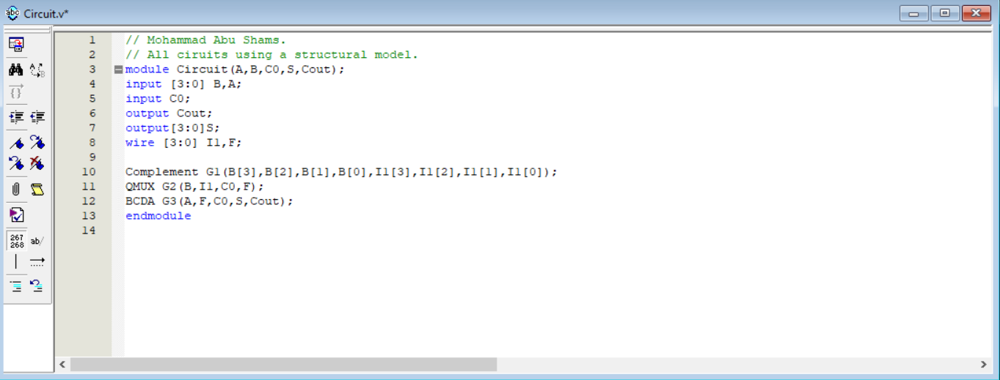 Circuit.v*
1 // Mohammad Abu Shams.
2 // All ciruits using a structural model.
3 module Circuit(A,B,C0,S,Cout);
4 input [3:0] B,A;
5 input C0;
6 output Cout;
7 output[3:0]S;
8 wire [3:0] I1,F;
9
10 Complement G1(B[3],B[2],B[1],B[0],I1[3],I1[2],I1[1],I1[0]);
11 QMUX G2(B,I1,C0,F);
12 BCDA G3(A,F,C0,S,Cout);
13 endmodule
14
267
268 ab/